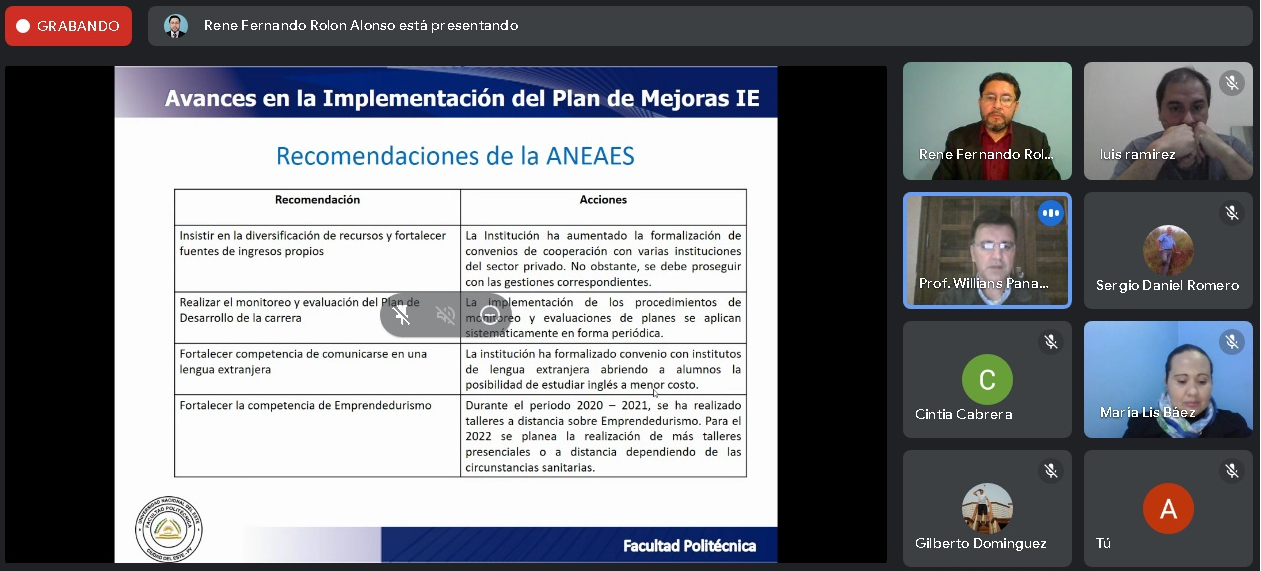 GRABANDO
Rene Fernando Rolon Alonso está presentando
Avances en la Implementación del Plan de Mejoras IE
Recomendaciones de la ANEAES
Recomendación
Acciones
Insistir en la diversificación de recursos y fortalecer
fuentes de ingresos propios
La Institución ha aumentado la formalización de
convenios de cooperación con varias instituciones
del sector privado. No obstante, se debe proseguir
con las gestiones correspondientes.
Realizar el monitoreo y evaluación del Plan de
Desarrollo de la carrera
La implementación de los procedimientos de
monitoreo y evaluaciones de planes se aplican
sistemáticamente en forma periódica.
Fortalecer competencia de comunicarse en una
lengua extranjera
La institución ha formalizado convenio con institutos
de lengua extranjera abriendo a alumnos la
posibilidad de estudiar inglés a menor costo.
Fortalecer la competencia de Emprendedurismo
Durante el periodo 2020 – 2021, se ha realizado
talleres a distancia sobre Emprendedurismo. Para el
2022 se planea la realización de más talleres
presenciales o a distancia dependiendo de las
circunstancias sanitarias.
UNIVERSIDAD NACIONAL DEL ESTE
FACULTAD POLITÉCNICA
CIUDAD DEL ESTE - PY
Facultad Politécnica
Rene Fernando Rol...
luis ramirez
Prof. Willians Pana...
Sergio Daniel Romero
C
Cintia Cabrera
María Lis Báez
Gilberto Dominguez
A
Tú